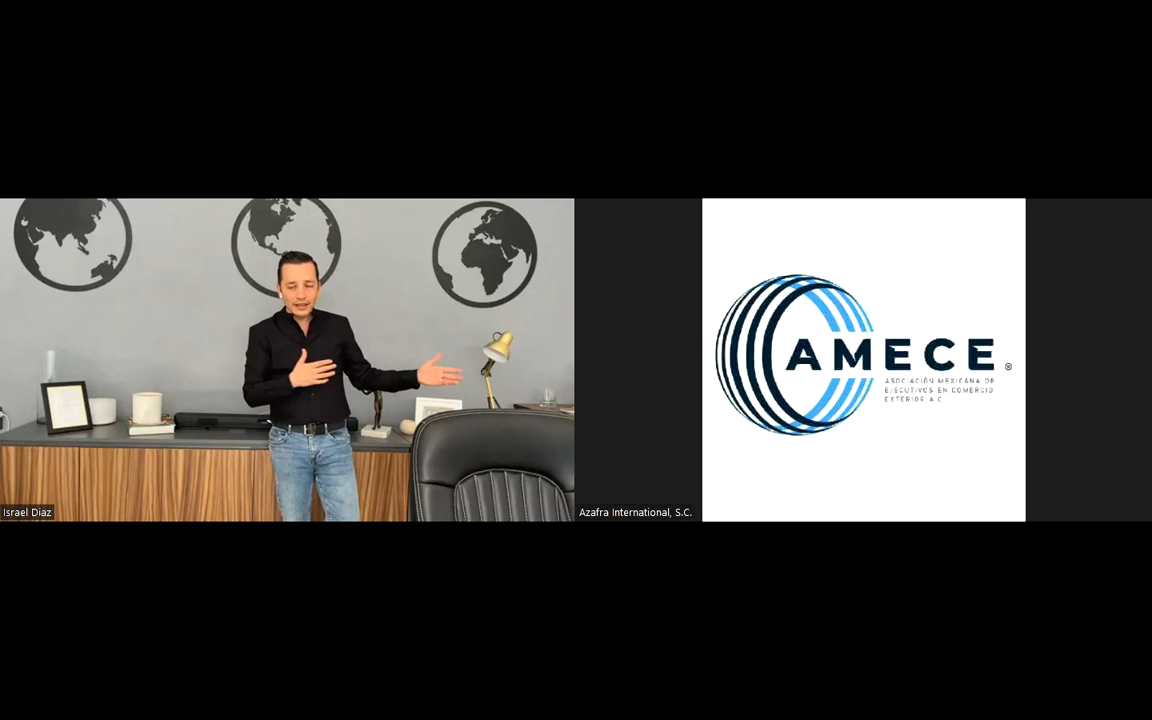 Israel Diaz
Azafra International, S.C.
AMECE®
ASOCIACIÓN MEXICANA DE
EJECUTIVOS EN COMERCIO
EXTERIOR A.C.